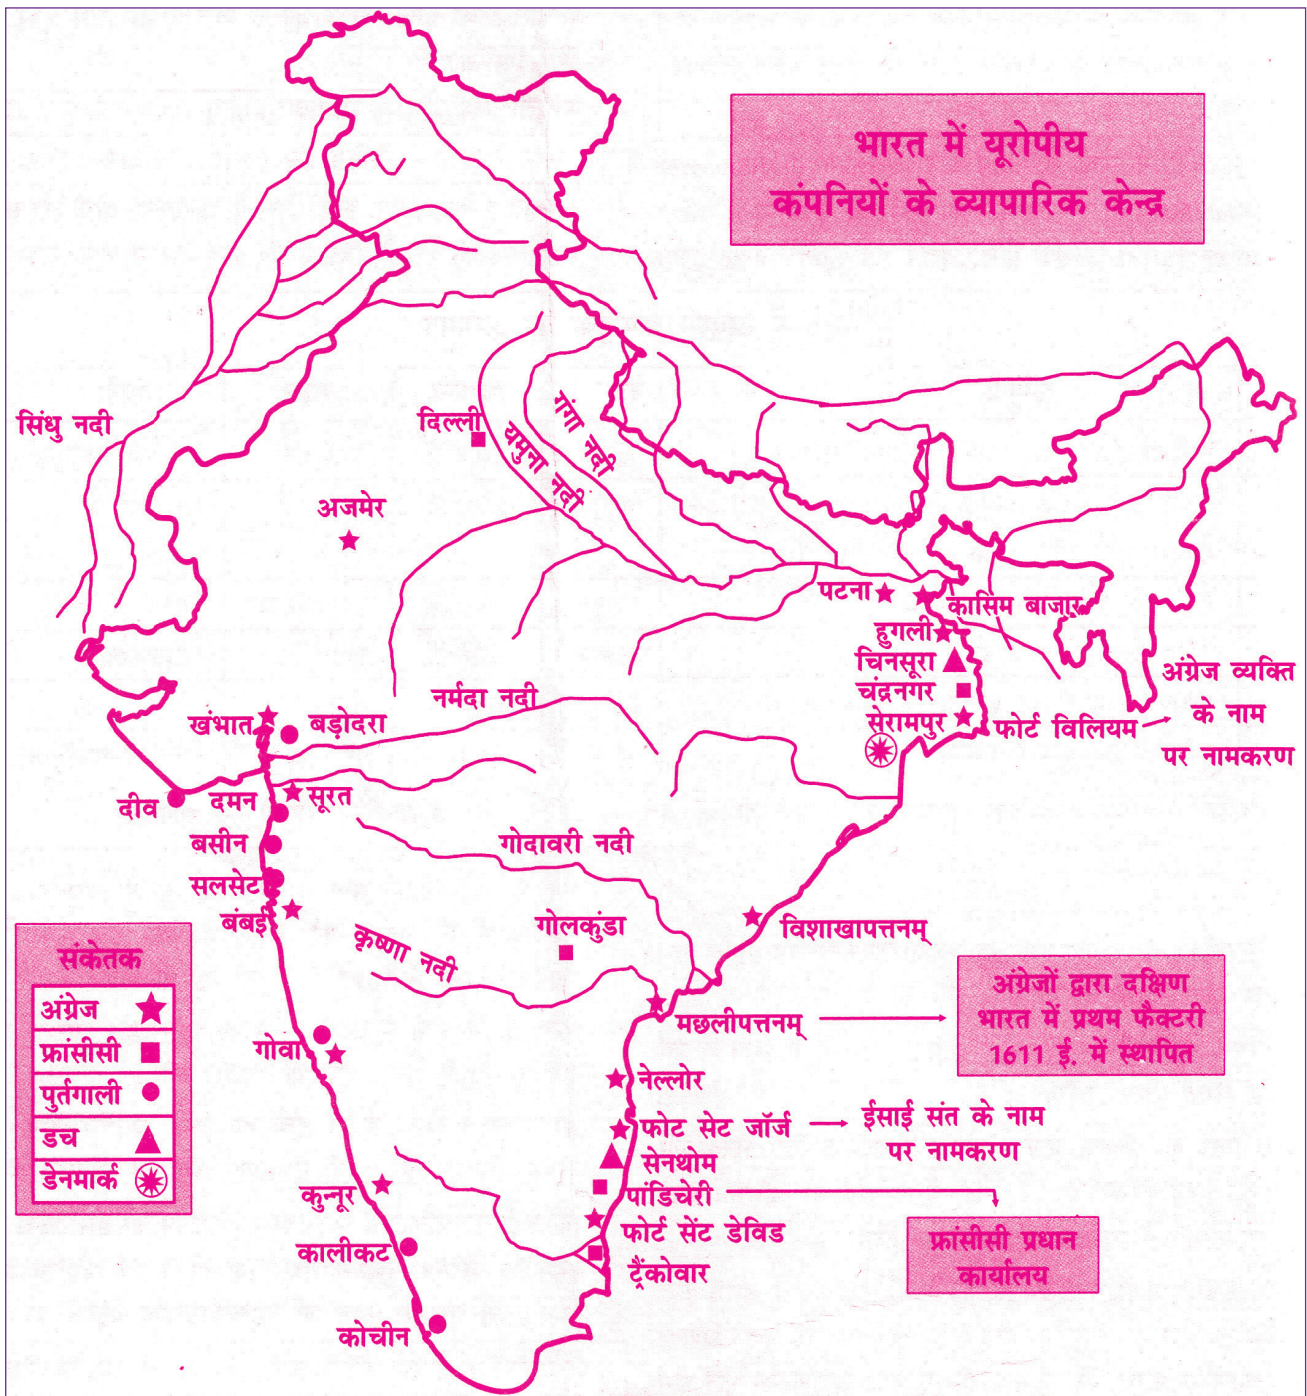 भारत में यूरोपीय
कंपनियों के व्यापारिक केन्द्र
सिंधु नदी
दिल्ली
गंगा नदी
यमुना नदी
अजमेर
पटना
कासिम बाजार
हुगली
चिनसूरा
चंद्रनगर
सेरामपुर
फोर्ट विलियम
अंग्रेज व्यक्ति
के नाम
पर नामकरण
नर्मदा नदी
खंभात
बड़ोदरा
दीव
दमन
सूरत
बसीन
सलसेट
बंबई
गोदावरी नदी
गोलकुंडा
कृष्णा नदी
विशाखापत्तनम्
मछलीपत्तनम्
अंग्रेजों द्वारा दक्षिण
भारत में प्रथम फैक्टरी
1611 ई. में स्थापित
संकेतक
अंग्रेज
फ्रांसीसी
पुर्तगाली
डच
डेनमार्क
गोवा
नेल्लोर
फोट सेट जॉर्ज
ईसाई संत के नाम
पर नामकरण
सेनथोम
पांडिचेरी
फ्रांसीसी प्रधान
कार्यालय
कुन्नूर
फोर्ट सेंट डेविड
कालीकट
ट्रैंकोवार
कोचीन